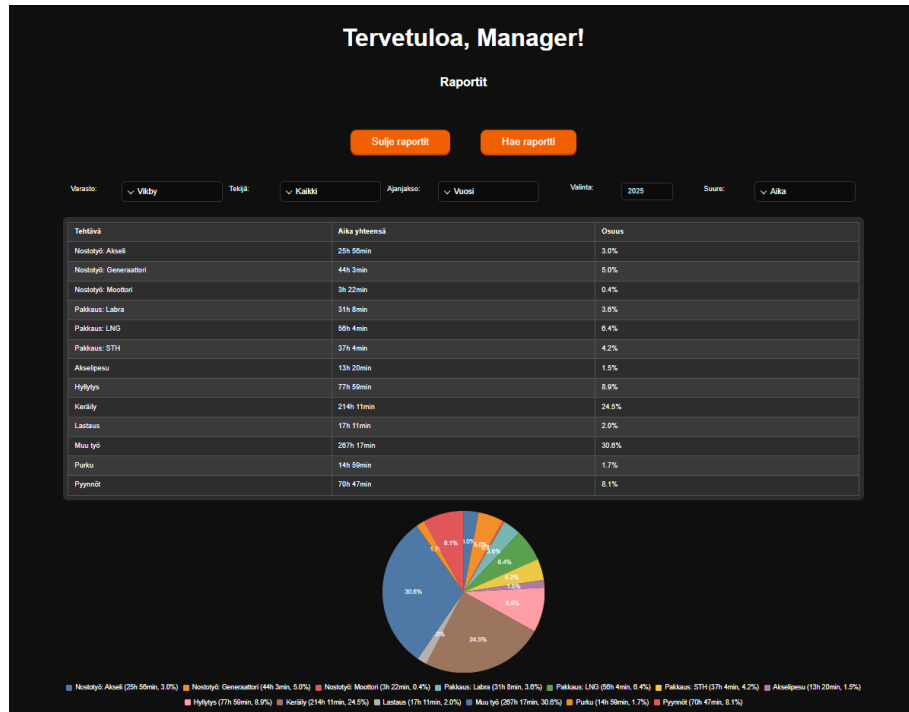 Tervetuloa, Manager!
Raportit
Sulje raportit Hae raportti
Varasto: Vikby Tekijä: Kaikki Ajanjakso: Vuosi Valinta: 2025 Suure: Aika
Tehtävä Aika yhteensä Osuus
Nostotyö: Akseli 25h 56min 3.0%
Nostotyö: Generaattori 44h 3min 5.0%
Nostotyö: Moottori 3h 22min 0.4%
Pakkaus: Labra 31h 8min 3.6%
Pakkaus: LNG 56h 4min 6.4%
Pakkaus: STH 37h 4min 4.2%
Akselipesu 13h 20min 1.5%
Hyllytys 77h 59min 8.9%
Keräily 214h 11min 24.5%
Lastaus 17h 11min 2.0%
Muu työ 267h 17min 30.6%
Purku 14h 59min 1.7%
Pyynnöt 70h 47min 8.1%
8.1%
3.6%
6.4%
4.2%
1.5%
30.6%
8.9%
24.5%
Nostotyö: Akseli (25h 56min, 3.0%) Nostotyö: Generaattori (44h 3min, 5.0%) Nostotyö: Moottori (3h 22min, 0.4%) Pakkaus: Labra (31h 8min, 3.6%) Pakkaus: LNG (56h 4min, 6.4%) Pakkaus: STH (37h 4min, 4.2%) Akselipesu (13h 20min, 1.5%)
Hyllytys (77h 59min, 8.9%) Keräily (214h 11min, 24.5%) Lastaus (17h 11min, 2.0%) Muu työ (267h 17min, 30.6%) Purku (14h 59min, 1.7%) Pyynnöt (70h 47min, 8.1%)